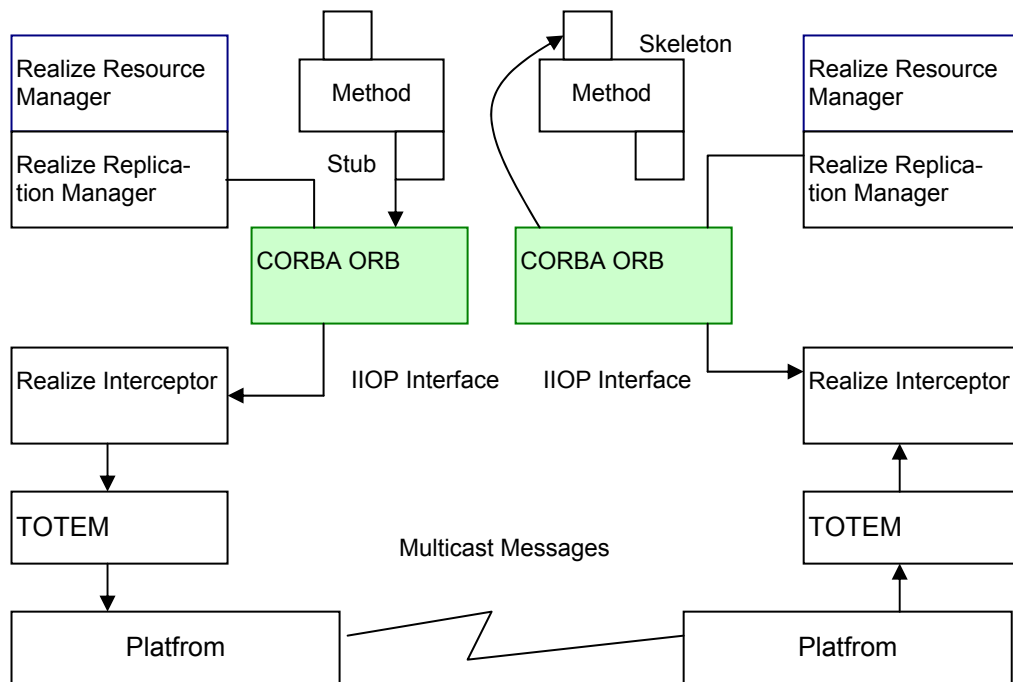 Skeleton
Realize Resource
Manager
Method
Method
Realize Resource
Manager
Realize Replica-
tion Manager
Stub
Realize Replica-
tion Manager
CORBA ORB
CORBA ORB
Realize Interceptor
IIOP Interface
IIOP Interface
Realize Interceptor
TOTEM
TOTEM
Multicast Messages
Platfrom
Platfrom